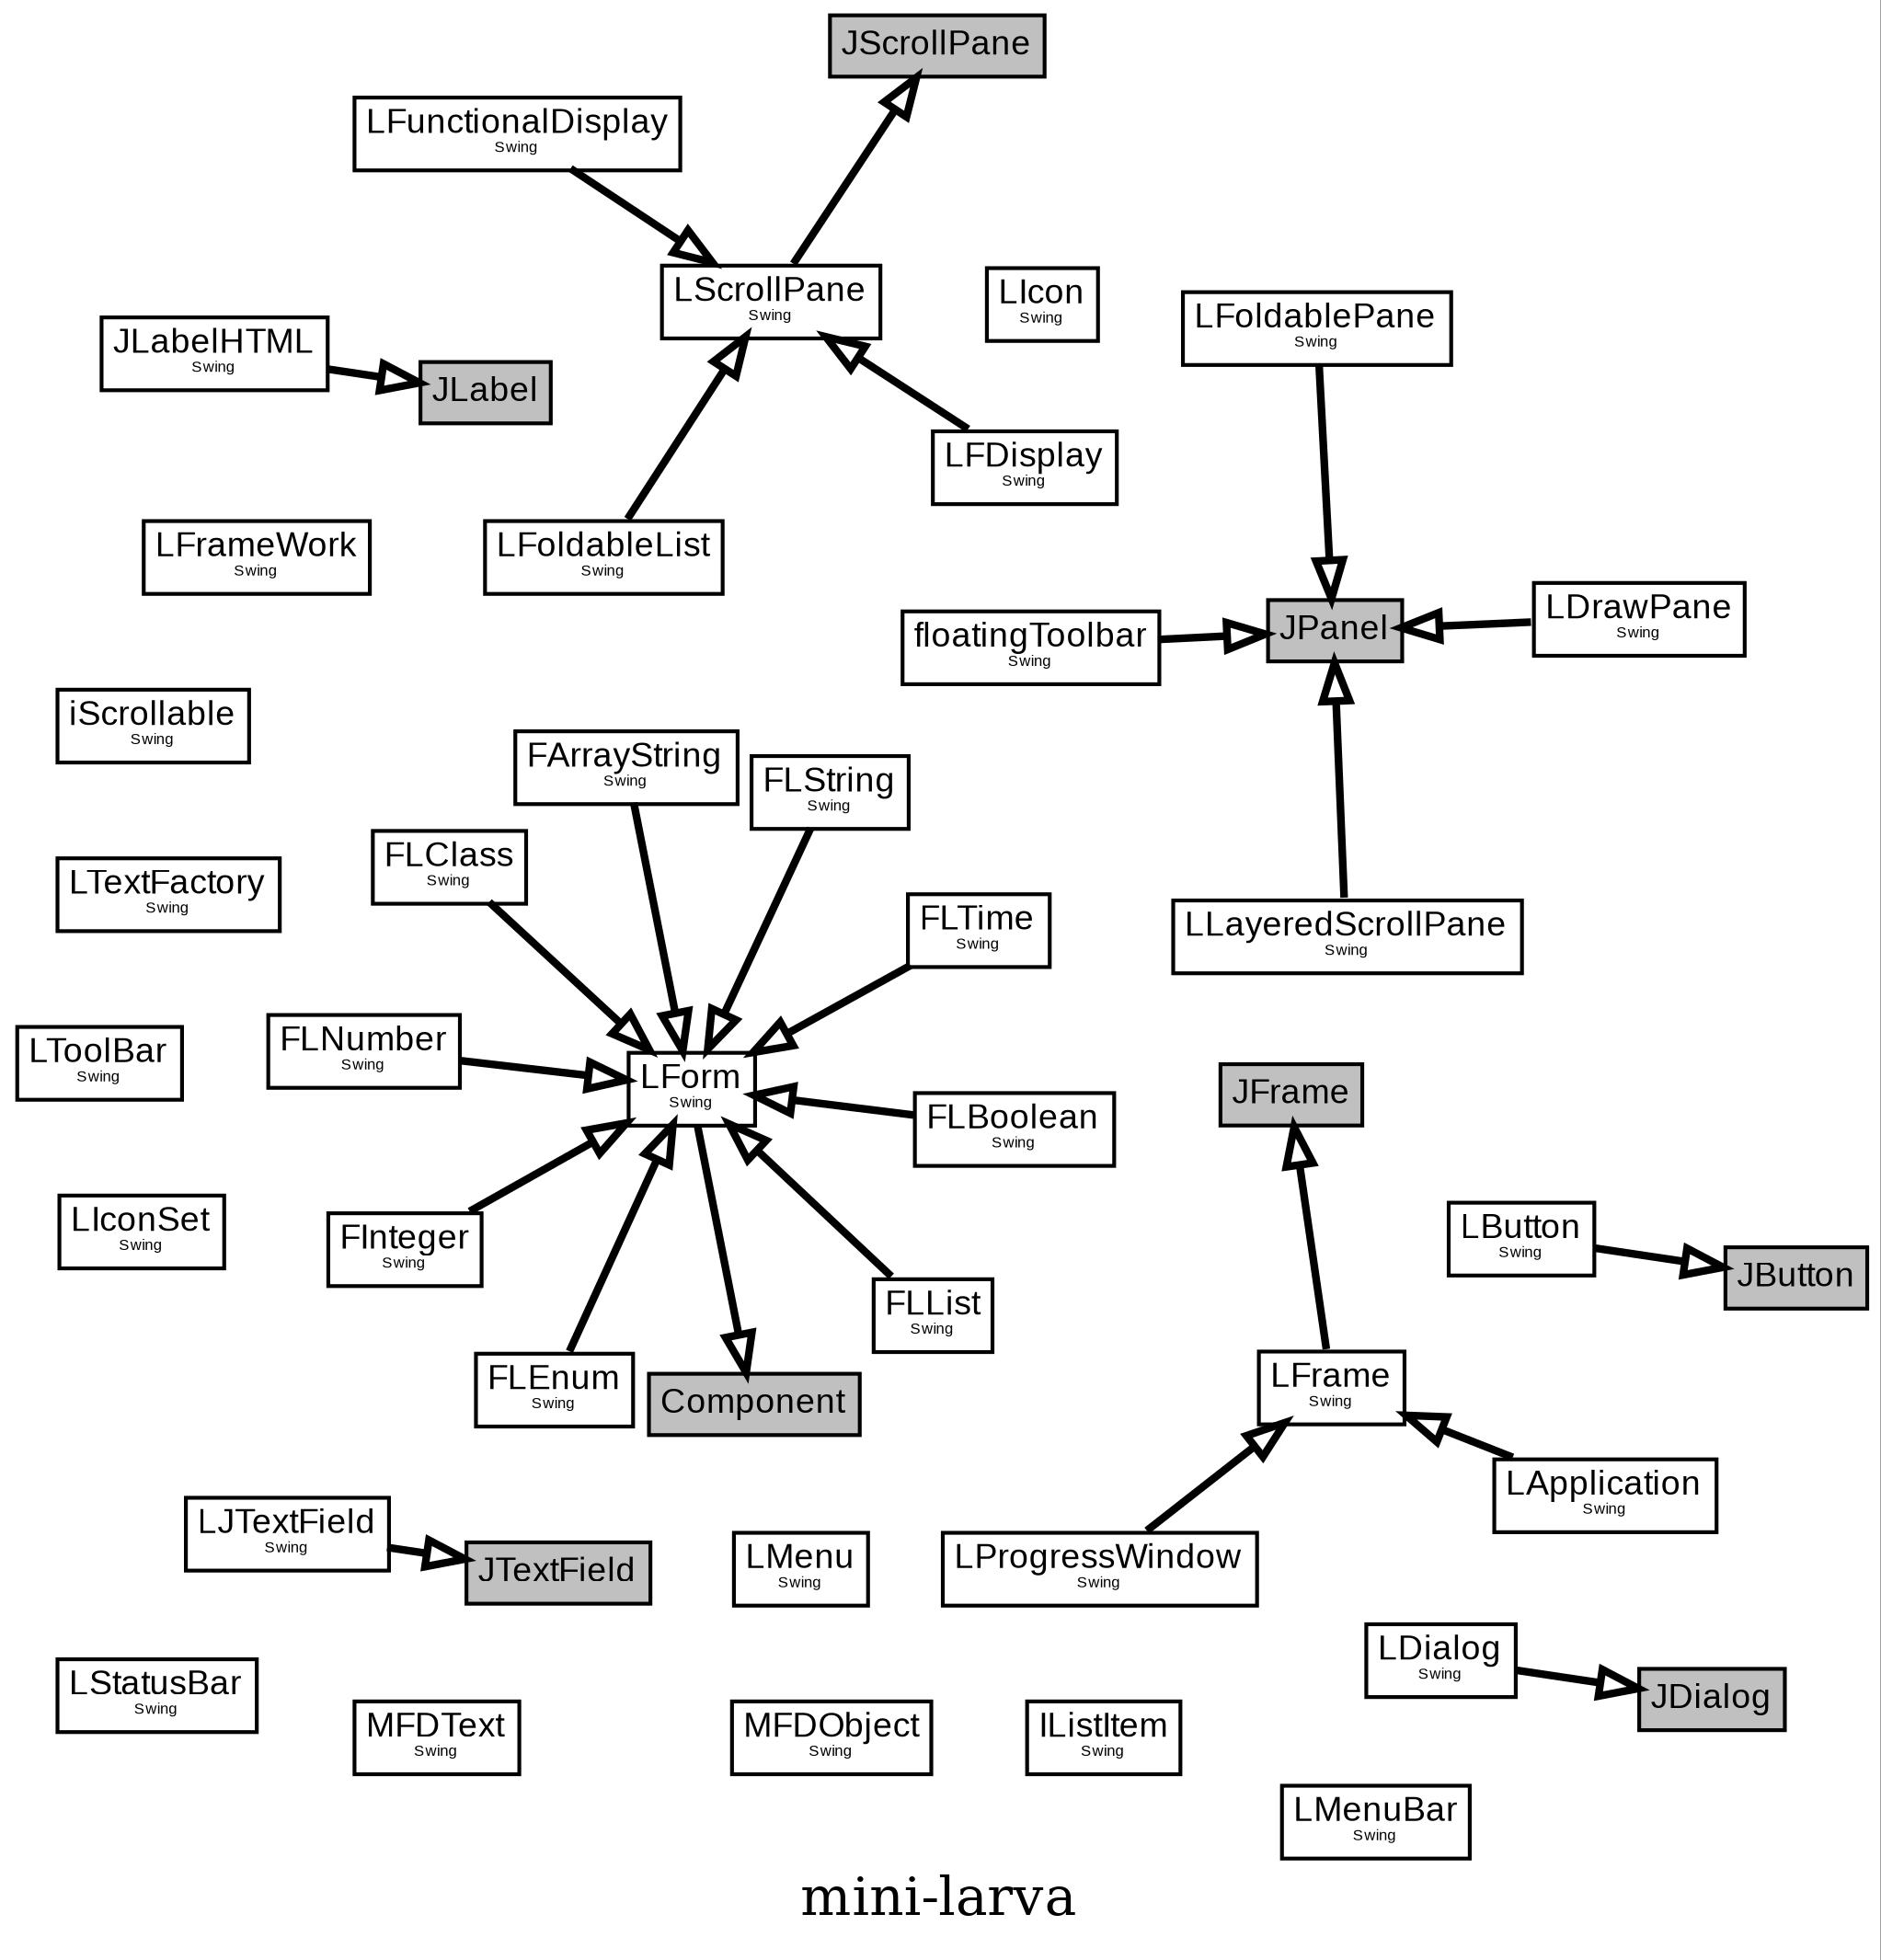 JScrollPane
LFunctionalDisplay
Swing
LScrollPane
Swing
LIcon
Swing
LFoldablePane
Swing
JLabelHTML
Swing
JLabel
LFDisplay
Swing
LFrameWork
Swing
LFoldableList
Swing
floatingToolbar
Swing
JPanel
LDrawPane
Swing
iScrollable
Swing
FArrayString
Swing
FLString
Swing
FLClass
Swing
LTextFactory
Swing
FLTime
Swing
LLayeredScrollPane
Swing
LToolBar
Swing
FLNumber
Swing
LForm
Swing
JFrame
FLBoolean
Swing
LIconSet
Swing
FInteger
Swing
LButton
Swing
JButton
FLList
Swing
FLEnum
Swing
Component
LFrame
Swing
LApplication
Swing
LJTextField
Swing
JTextField
LMenu
Swing
LProgressWindow
Swing
LDialog
Swing
JDialog
LStatusBar
Swing
MFDText
Swing
MFDObject
Swing
IListItem
Swing
LMenuBar
Swing
mini-larva